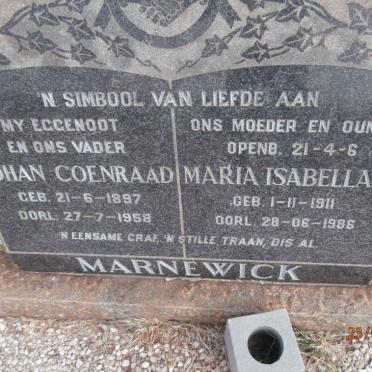 'N SIMBOOL VAN LIEFDE AAN
MY EGGENOOT
EN ONS VADER
OHAN COENRAAD
GEB. 21-6-1897
OORL. 27-7-1958
ONS MOEDER EN OUM
OPENB. 21-4-6
MARIA ISABELLA
GEB. 1-11-1911
OORL. 28-06-1986
'N EENSAME GRAF, 'N STILLE TRAAN, DIS AL.
MARNEWICK